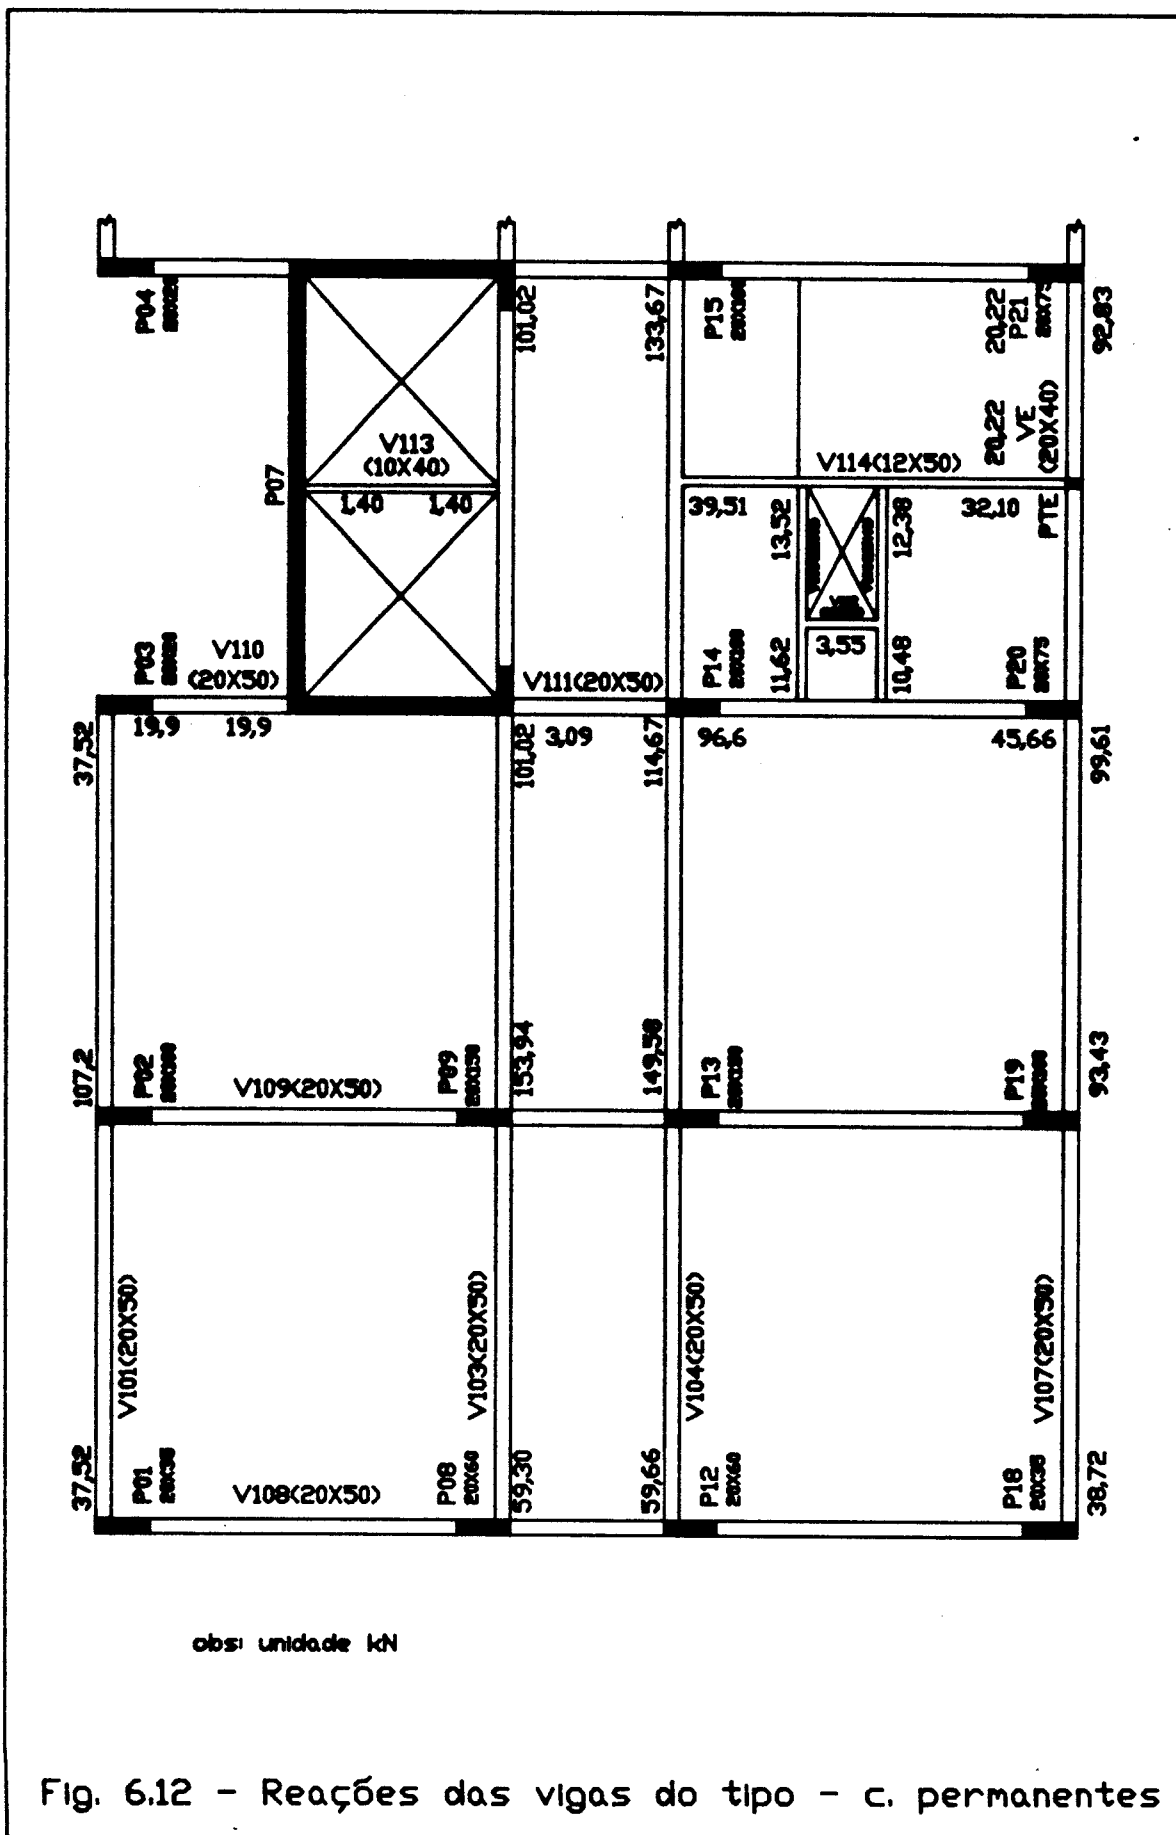 P04
101,02
133,67
P15
20,22
P21
20X75
92,83
20,22
VE
(20X40)
V113
(10X40)
P07
V114(12X50)
1,40
1,40
39,51
13,52
12,38
32,10
PTE
P03
V110
(20X50)
V111(20X50)
P14
11,62
3,55
10,48
P20
20X75
37,52
19,9
19,9
101,02
3,09
114,67
96,6
45,66
99,61
107,2
P02
V109(20X50)
P09
153,94
149,58
P13
P19
93,43
V101(20X50)
V103(20X50)
V104(20X50)
V107(20X50)
37,52
P01
20X35
V108(20X50)
P08
20X60
59,30
59,66
P12
20X60
P18
20X35
38,72
obs: unidade kN
Fig. 6.12 - Reações das vigas do tipo - c. permanentes